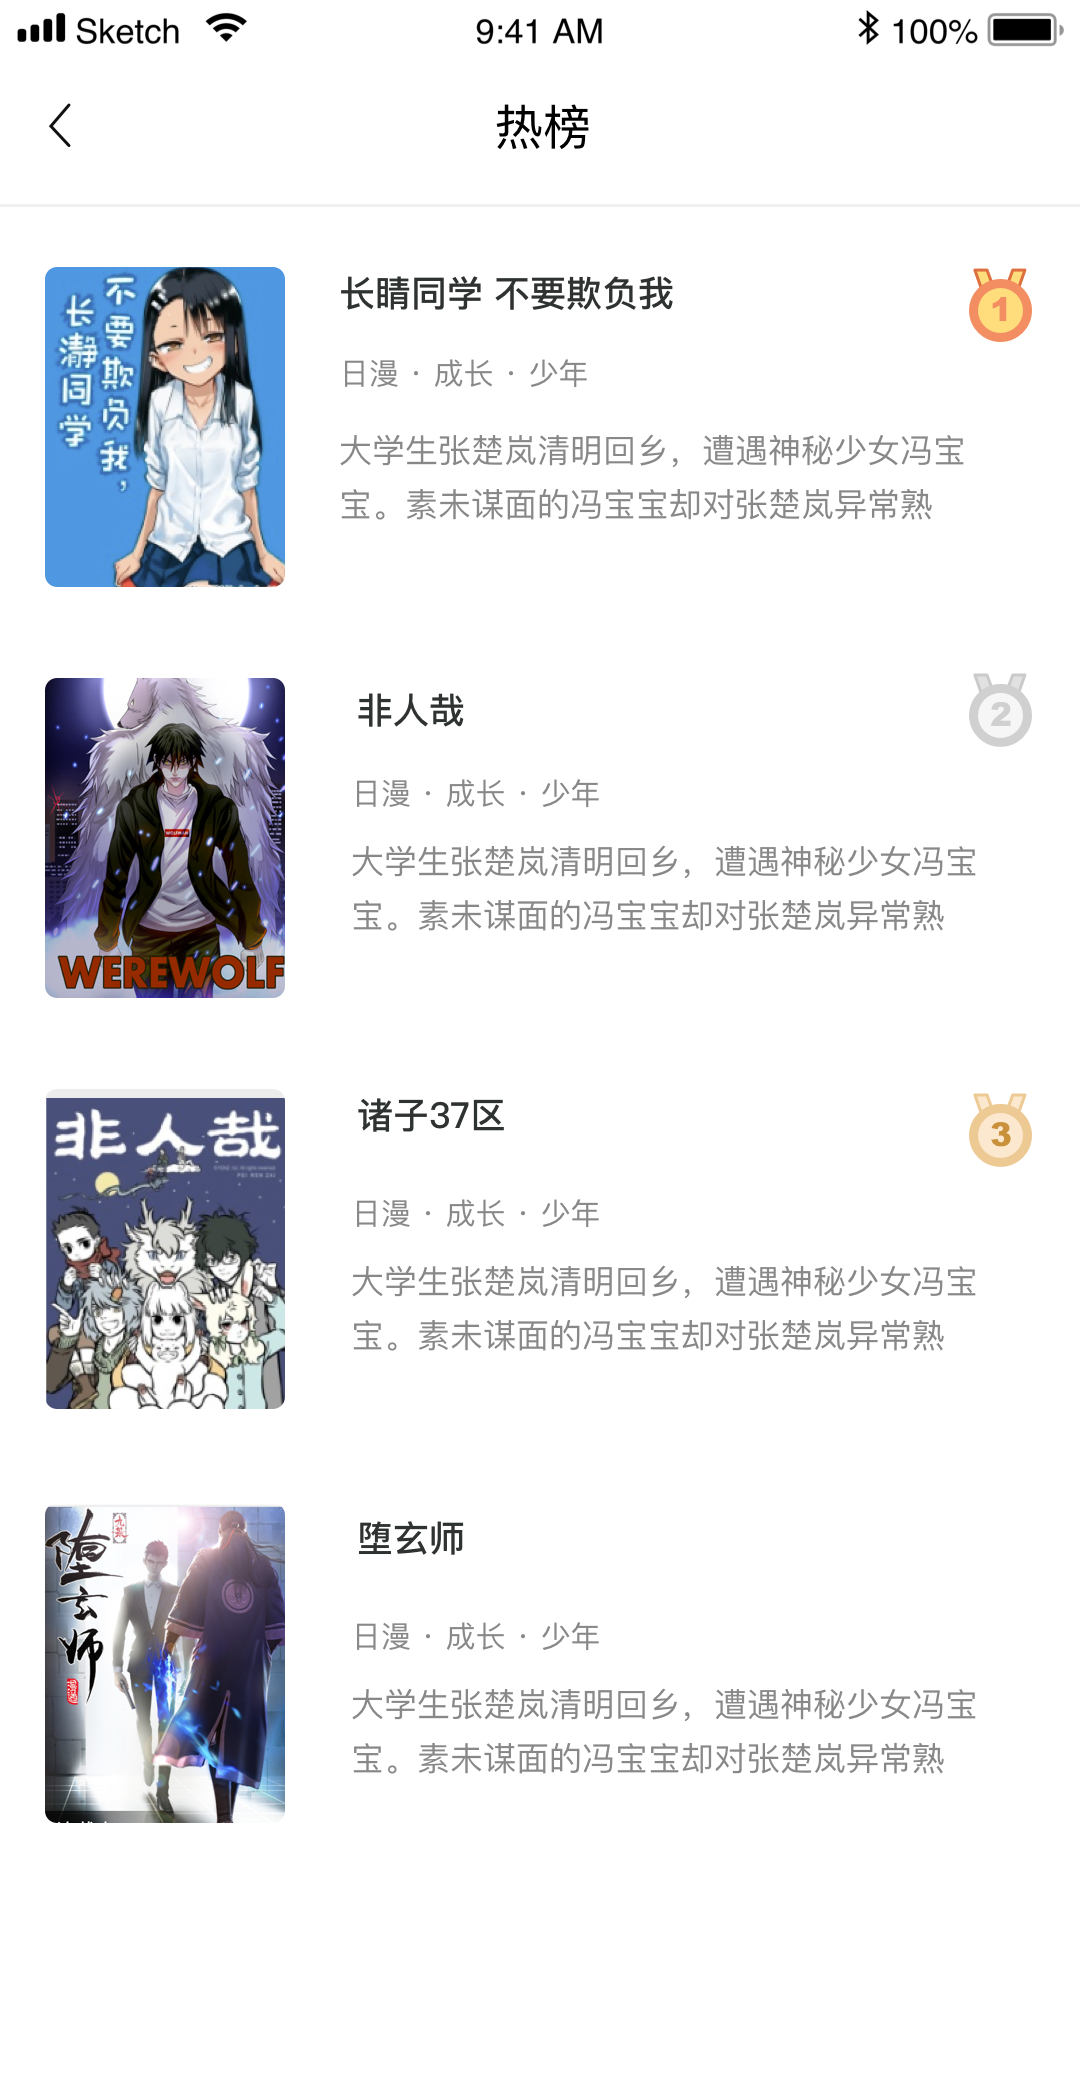 Sketch 9:41 AM 100%
热榜
不要欺负我，
长瀞同学
长睛同学 不要欺负我
1
日漫 · 成长 · 少年
大学生张楚岚清明回乡，遭遇神秘少女冯宝
宝。素未谋面的冯宝宝却对张楚岚异常熟
WEREWOLF
非人哉
2
日漫 · 成长 · 少年
大学生张楚岚清明回乡，遭遇神秘少女冯宝
宝。素未谋面的冯宝宝却对张楚岚异常熟
非人哉
诸子37区
3
日漫 · 成长 · 少年
大学生张楚岚清明回乡，遭遇神秘少女冯宝
宝。素未谋面的冯宝宝却对张楚岚异常熟
堕玄师
堕玄师
日漫 · 成长 · 少年
大学生张楚岚清明回乡，遭遇神秘少女冯宝
宝。素未谋面的冯宝宝却对张楚岚异常熟